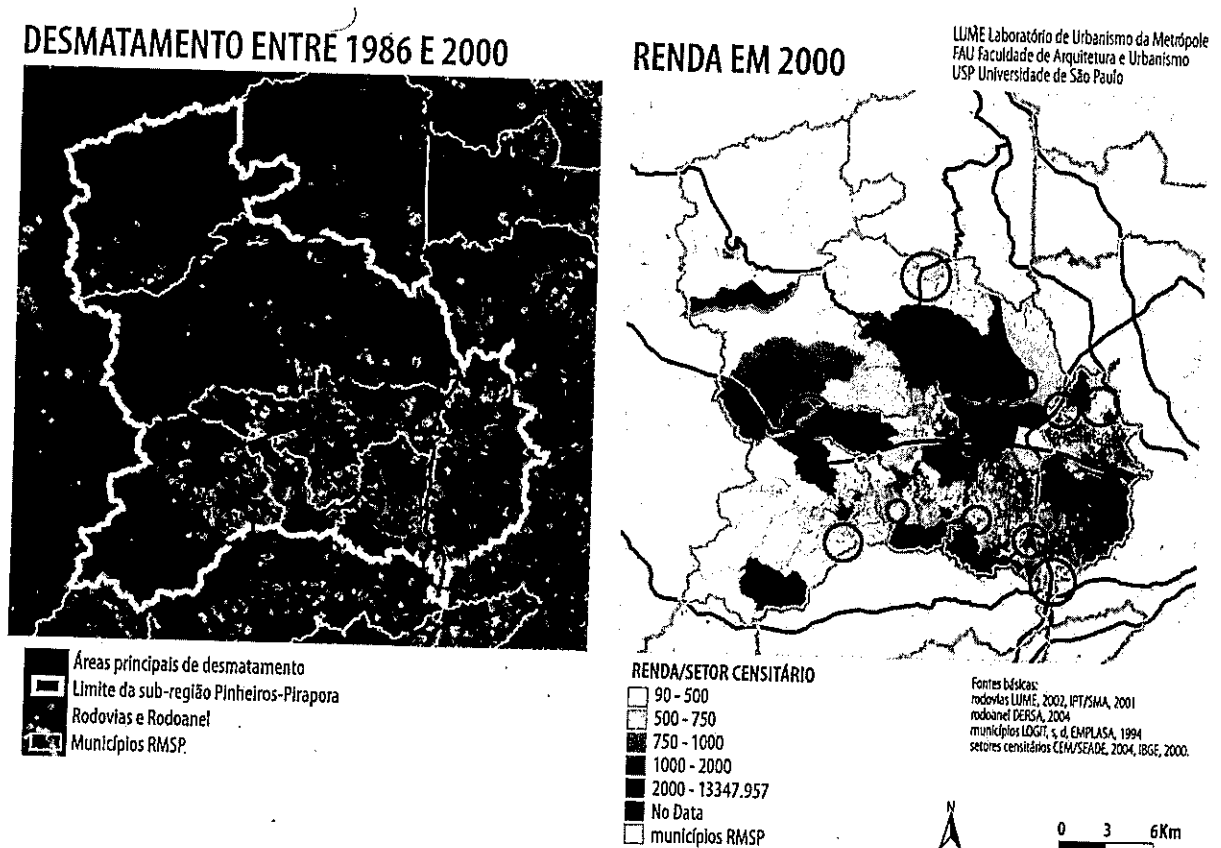 DESMATAMENTO ENTRE 1986 E 2000
Áreas principais de desmatamento
Limite da sub-região Pinheiros-Pirapora
Rodovias e Rodoanel
Municípios RMSP
RENDA EM 2000
LUME Laboratório de Urbanismo da Metrópole
FAU Faculdade de Arquitetura e Urbanismo
USP Universidade de São Paulo
RENDA/SETOR CENSITÁRIO
90 - 500
500 - 750
750 - 1000
1000 - 2000
2000 - 13347.957
No Data
municípios RMSP
Fontes básicas:
rodovias LUME, 2002, IPT/SMA, 2001
rodoanel DERSA, 2004
municípios LOGIT, s, d, EMPLASA, 1994
setores censitários CEM/SEADE, 2004, IBGE, 2000.
N
0 3 6Km